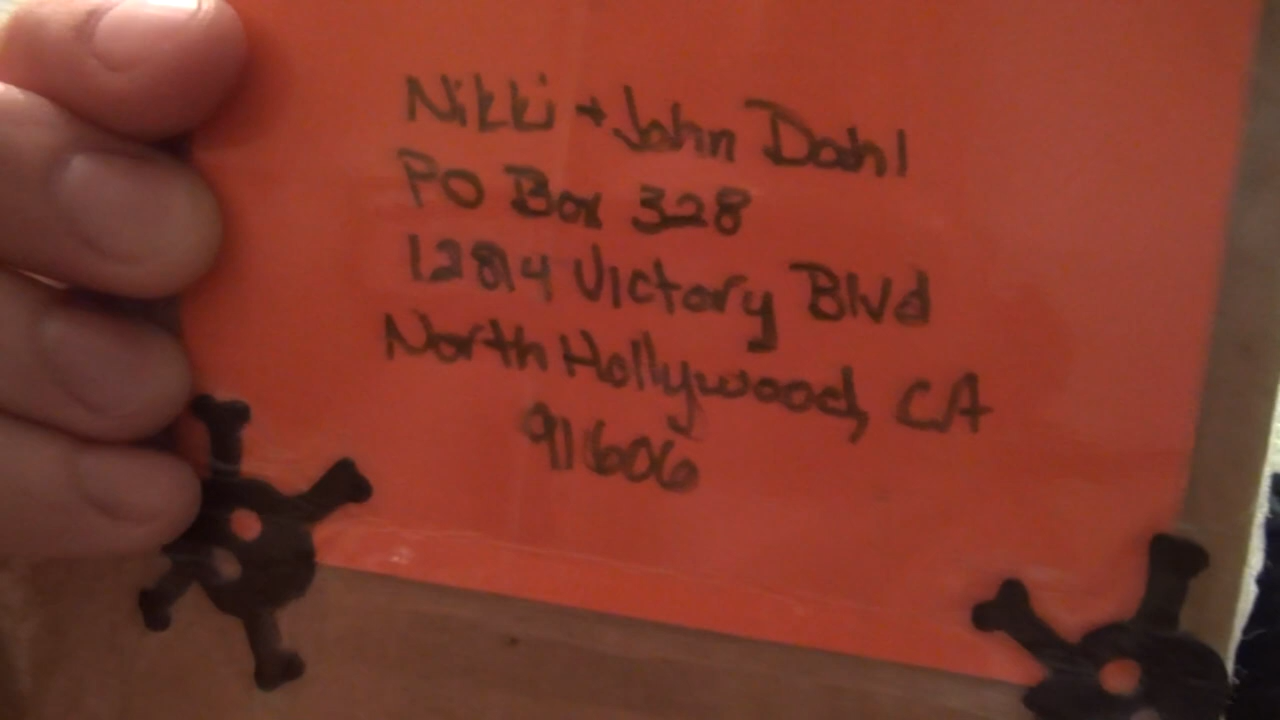 Nikki + John Dahl
PO Box 328
12814 Victory Blvd
North Hollywood, CA
91606